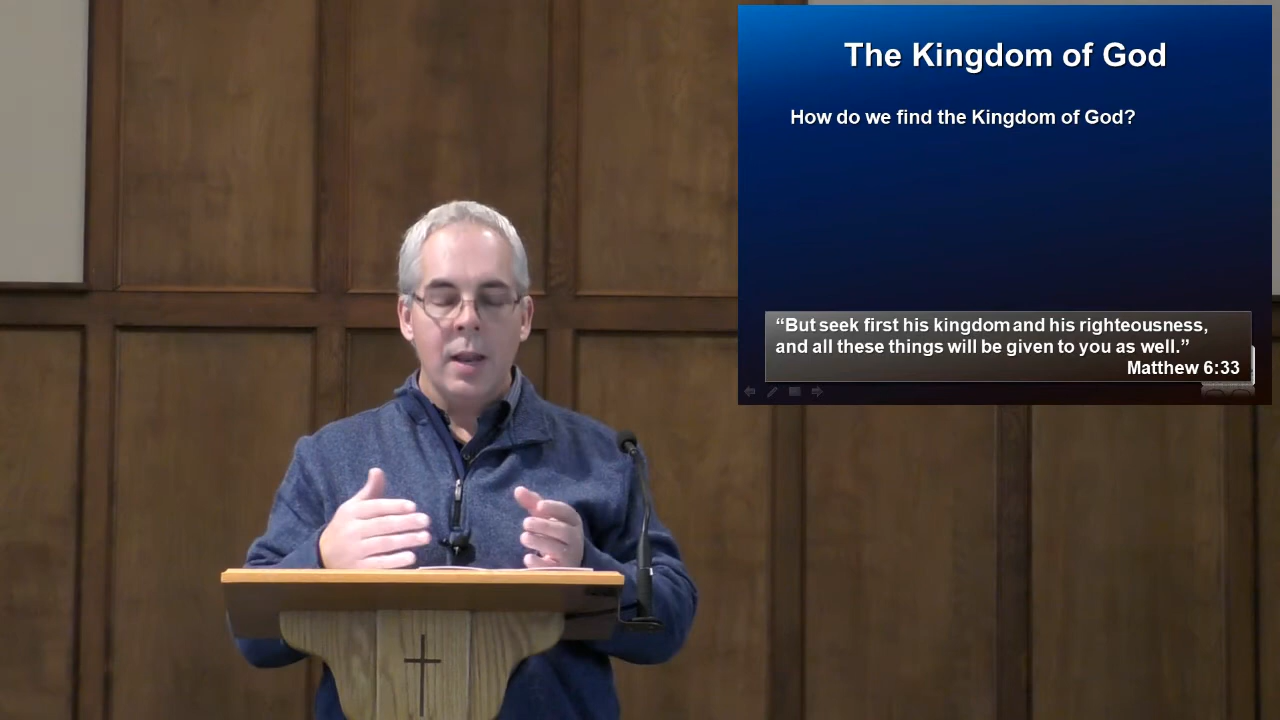 The Kingdom of God
How do we find the Kingdom of God?
“But seek first his kingdom and his righteousness,
and all these things will be given to you as well.”
Matthew 6:33